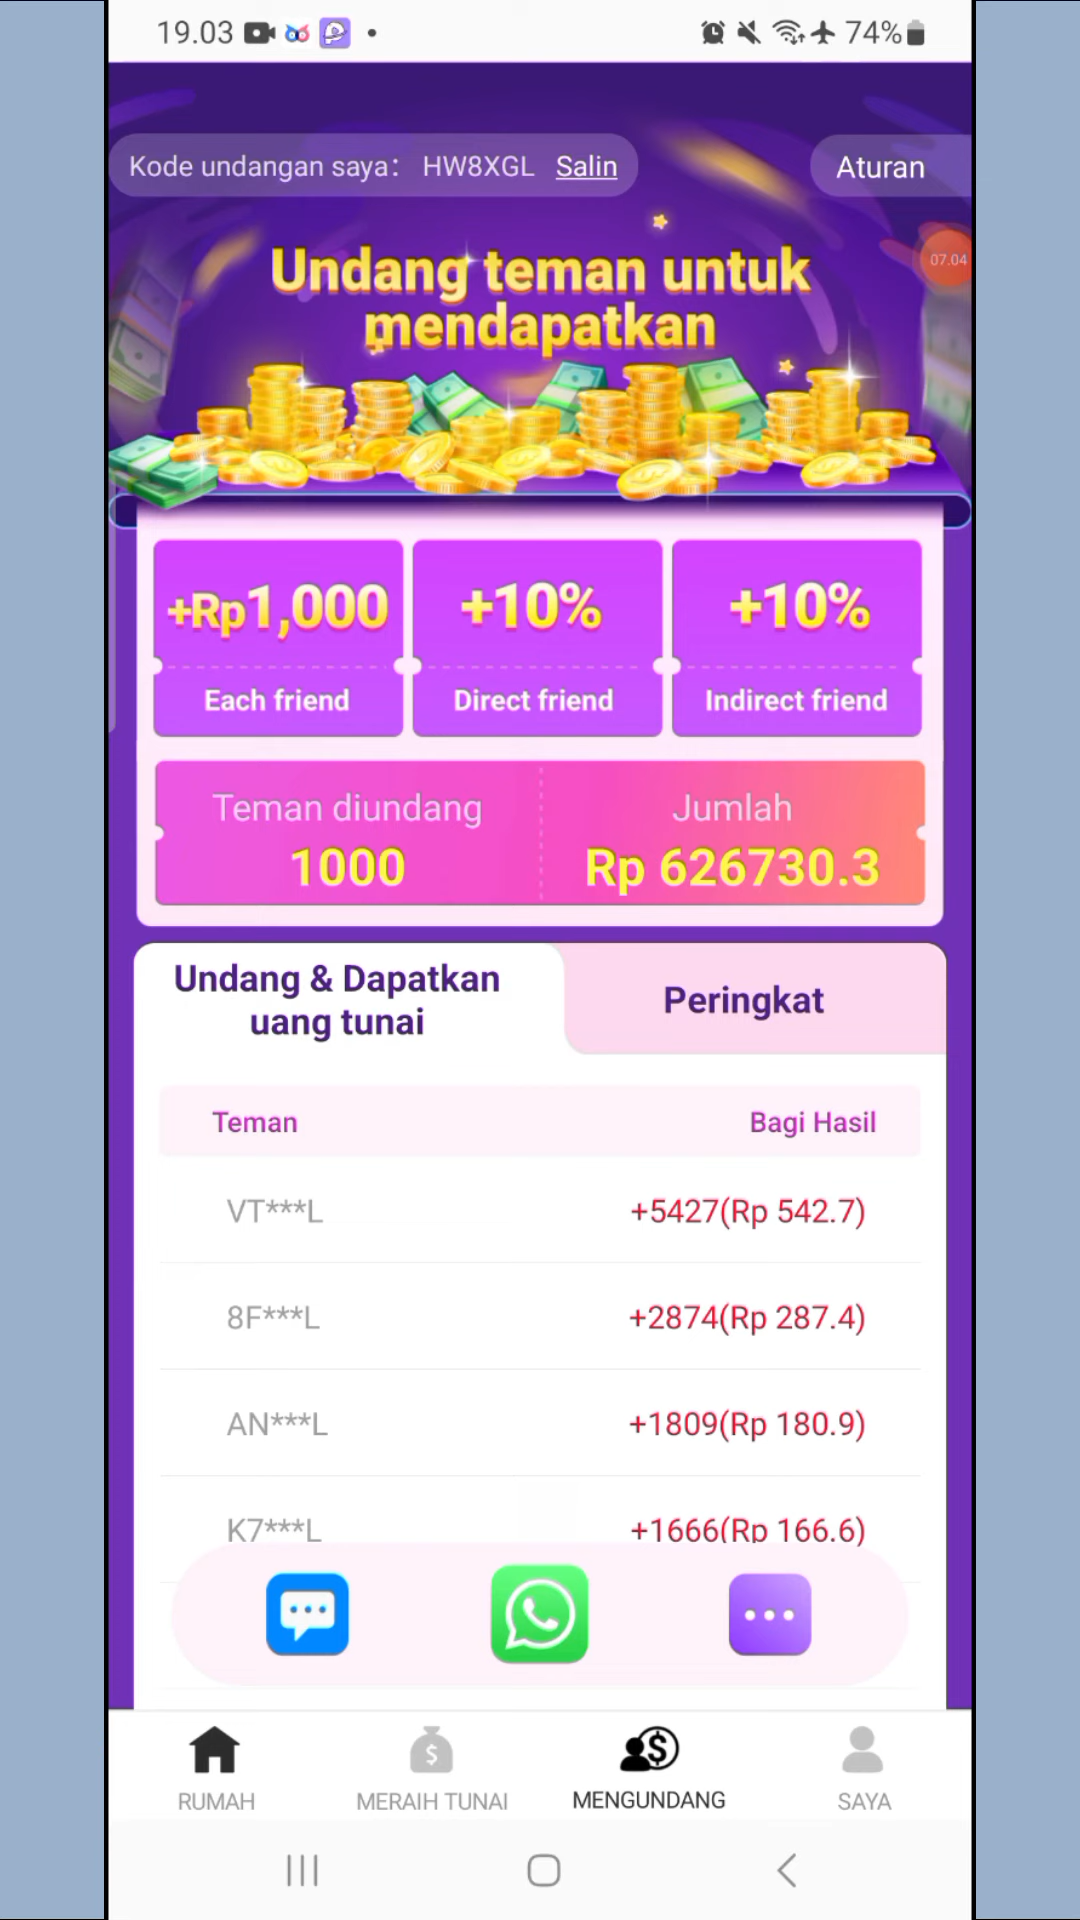 19.03
74%
Kode undangan saya: HW8XGL Salin
Aturan
07.04
Undang teman untuk
mendapatkan
+Rp1,000
+10%
+10%
Each friend
Direct friend
Indirect friend
Teman diundang
Jumlah
1000
Rp 626730.3
Undang & Dapatkan
uang tunai
Peringkat
Teman
Bagi Hasil
VT***L
+5427(Rp 542.7)
8F***L
+2874(Rp 287.4)
AN***L
+1809(Rp 180.9)
K7***L
+1666(Rp 166.6)
RUMAH
MERAIH TUNAI
MENGUNDANG
SAYA